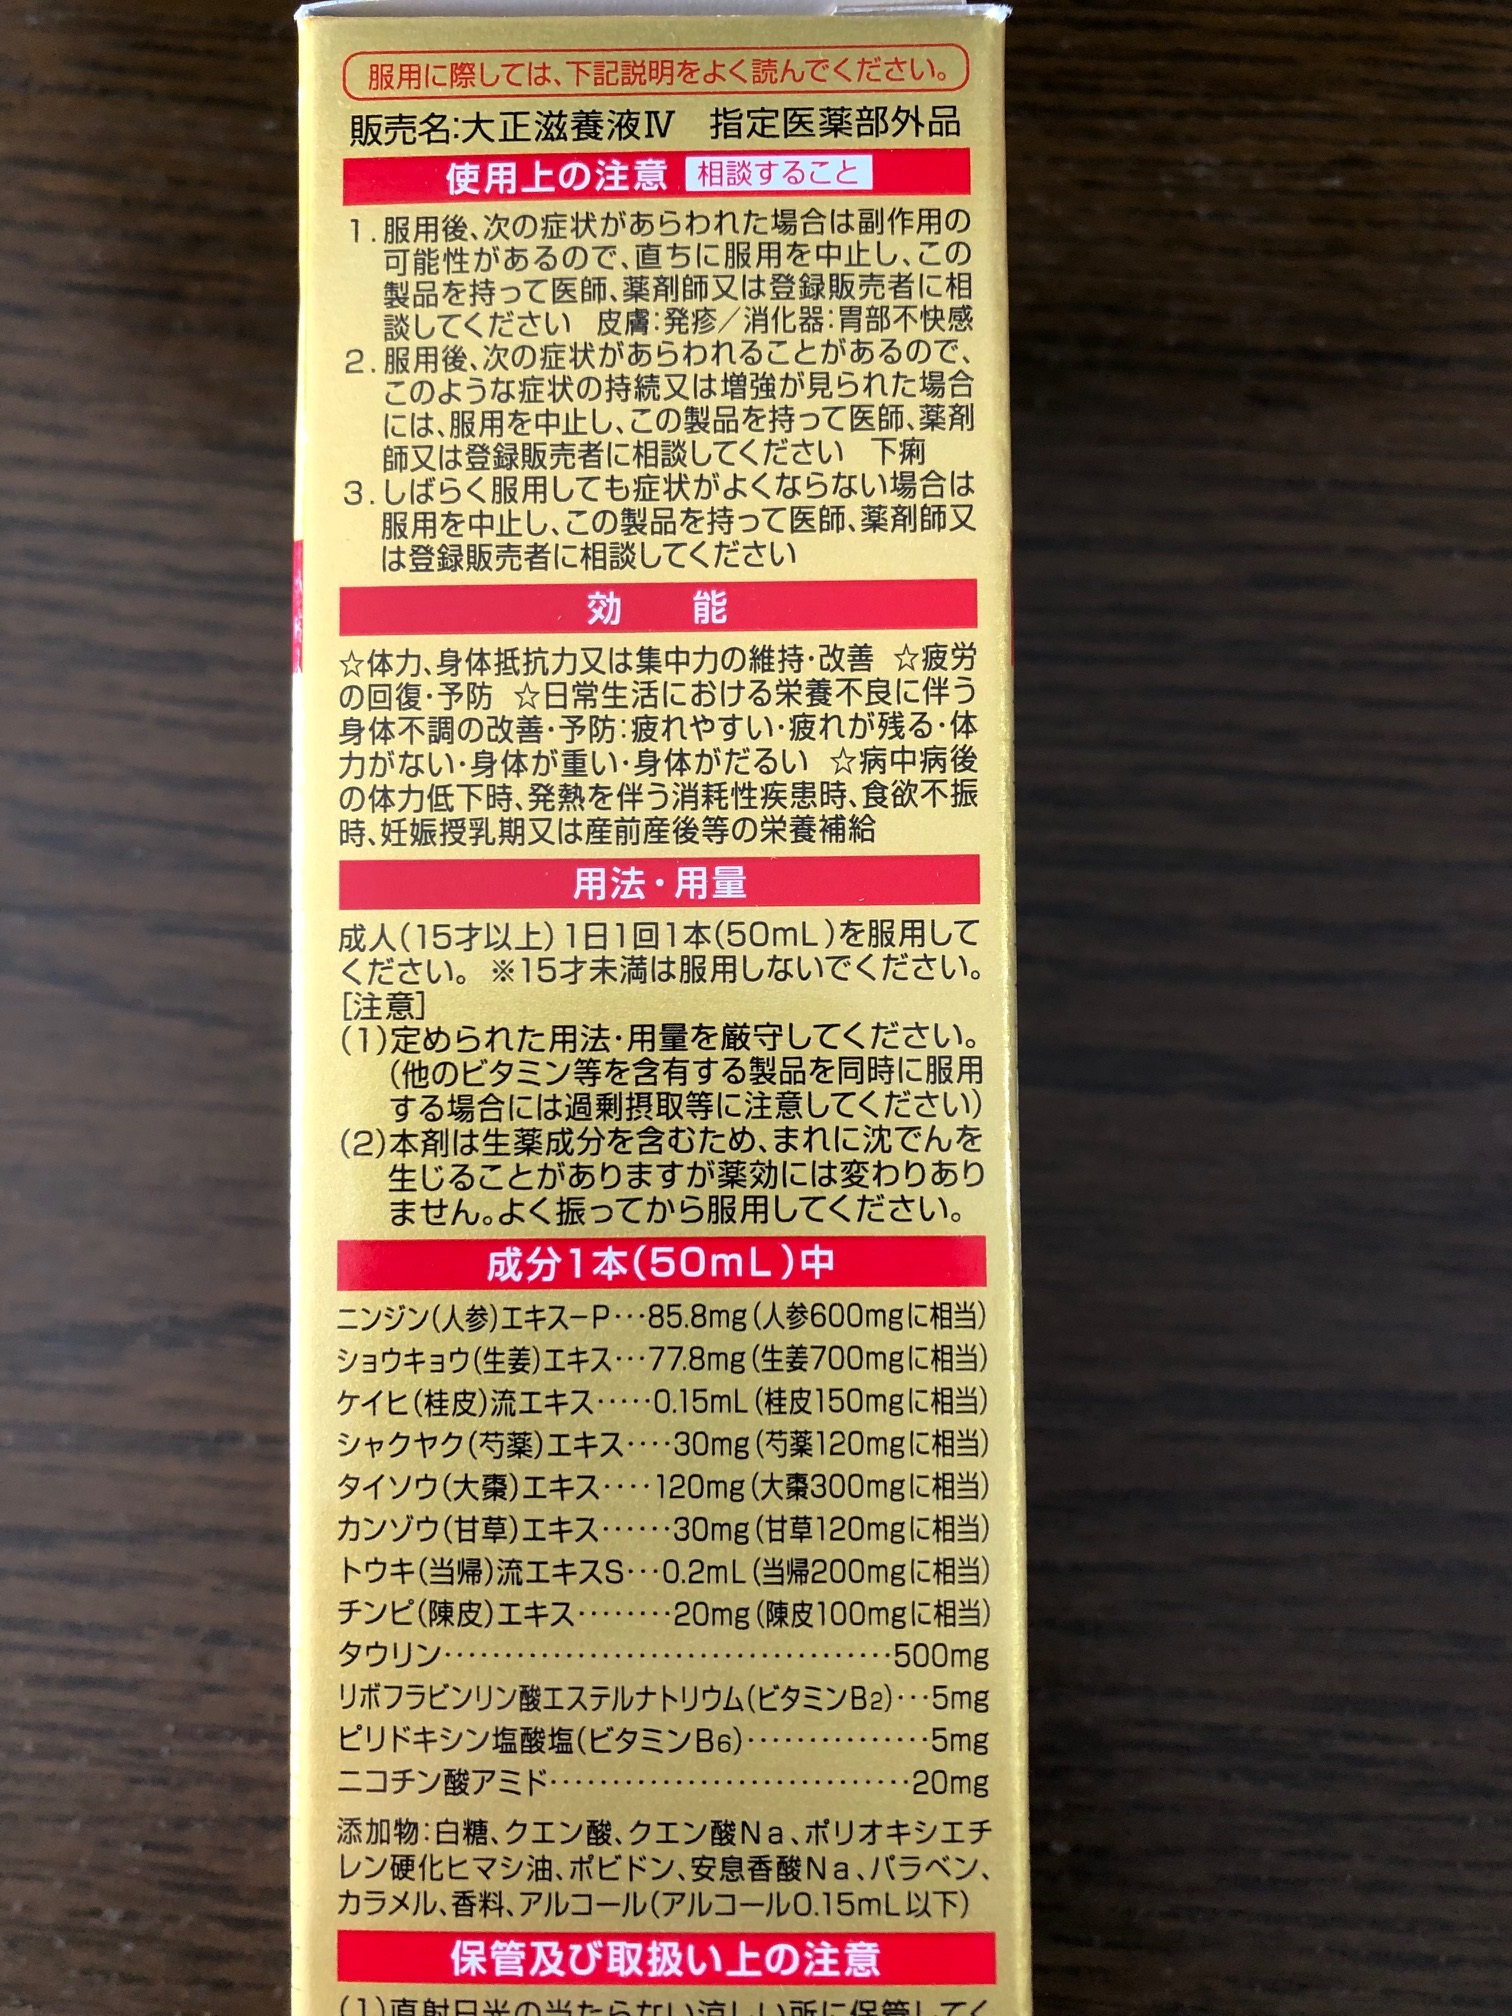 服用に際しては、下記説明をよく読んでください。
販売名:大正滋養液Ⅳ 指定医薬部外品
使用上の注意 相談すること
1.服用後、次の症状があらわれた場合は副作用の
可能性があるので、直ちに服用を中止し、この
製品を持って医師、薬剤師又は登録販売者に相
談してください 皮膚:発疹/消化器:胃部不快感
2.服用後、次の症状があらわれることがあるので、
このような症状の持続又は増強が見られた場合
には、服用を中止し、この製品を持って医師、薬剤
師又は登録販売者に相談してください 下痢
3.しばらく服用しても症状がよくならない場合は
服用を中止し、この製品を持って医師、薬剤師又
は登録販売者に相談してください
効 能
☆体力、身体抵抗力又は集中力の維持・改善 ☆疲労
の回復・予防 ☆日常生活における栄養不良に伴う
身体不調の改善・予防:疲れやすい・疲れが残る・体
力がない・身体が重い・身体がだるい ☆病中病後
の体力低下時、発熱を伴う消耗性疾患時、食欲不振
時、妊娠授乳期又は産前産後等の栄養補給
用法・用量
成人(15才以上)1日1回1本(50mL)を服用して
ください。 ※15才未満は服用しないでください。
[注意]
(1)定められた用法・用量を厳守してください。
(他のビタミン等を含有する製品を同時に服用
する場合には過剰摂取等に注意してください)
(2)本剤は生薬成分を含むため、まれに沈でんを
生じることがありますが薬効には変わりあり
ません。よく振ってから服用してください。
成分1本(50mL)中
ニンジン(人参)エキス−P…85.8mg(人参600mgに相当)
ショウキョウ(生姜)エキス…77.8mg(生姜700mgに相当)
ケイヒ(桂皮)流エキス‥‥‥0.15mL(桂皮150mgに相当)
シャクヤク(芍薬)エキス‥‥30mg(芍薬120mgに相当)
タイソウ(大棗)エキス‥‥120mg(大棗300mgに相当)
カンゾウ(甘草)エキス……30mg(甘草120mgに相当)
トウキ(当帰)流エキスS…0.2mL(当帰200mgに相当)
チンピ(陳皮)エキス………20mg(陳皮100mgに相当)
タウリン……………………………………500mg
リボフラビンリン酸エステルナトリウム(ビタミンB2)…5mg
ピリドキシン塩酸塩(ビタミンB6)……………5mg
ニコチン酸アミド……………………………20mg
添加物:白糖、クエン酸、クエン酸Na、ポリオキシエチ
レン硬化ヒマシ油、ポビドン、安息香酸Na、パラベン、
カラメル、香料、アルコール(アルコール0.15mL以下)
保管及び取扱い上の注意
(1)直射日光の当たらない涼しい所に保管してく